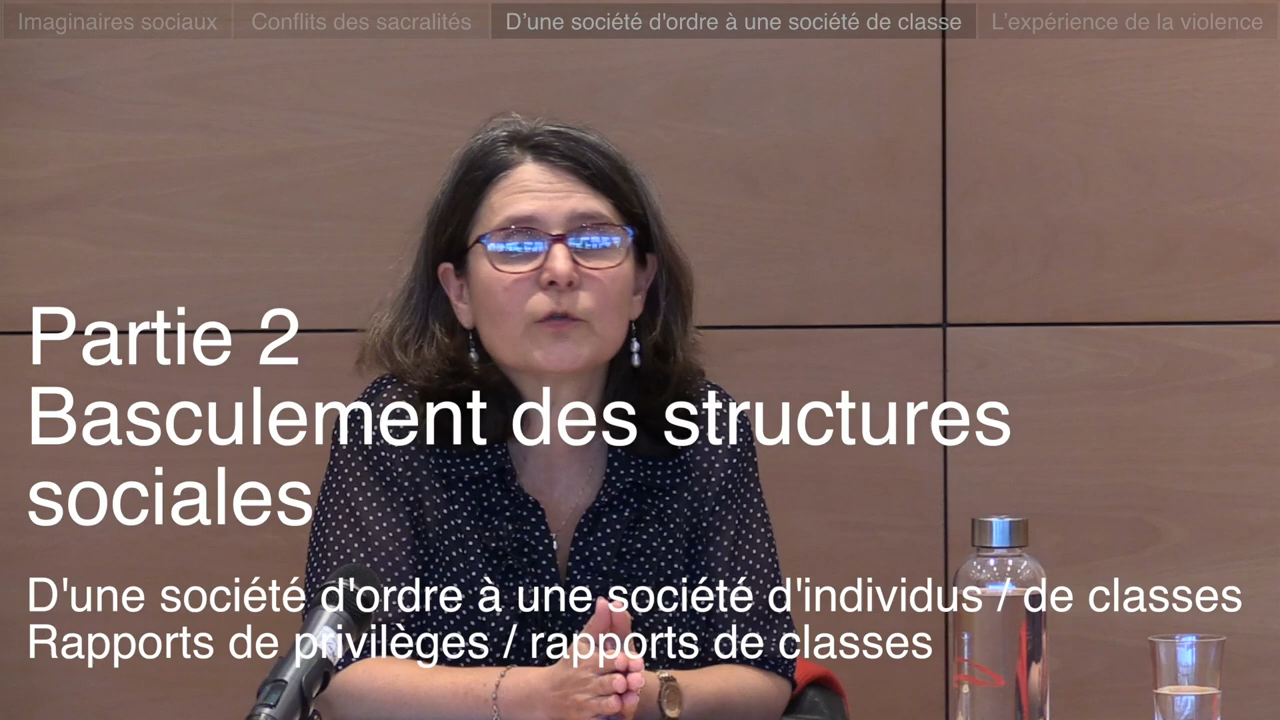 Imaginaires sociaux
Conflits des sacralités
D’une société d'ordre à une société de classe
L'expérience de la violence
Partie 2
Basculement des structures
sociales
D'une société d'ordre à une société d'individus / de classes
Rapports de privilèges / rapports de classes